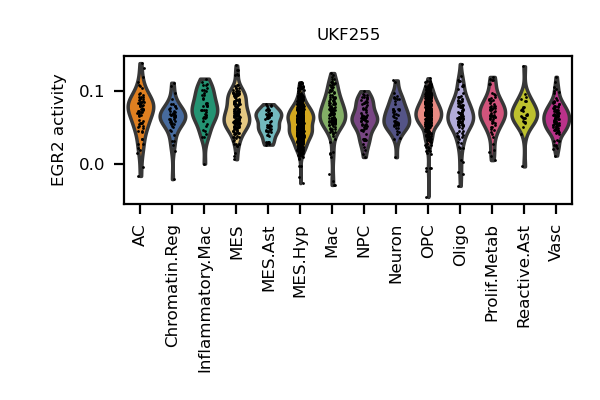 UKF255
EGR2 activity
0.1
0.0
AC
Chromatin.Reg
Inflammatory.Mac
MES
MES.Ast
MES.Hyp
Mac
NPC
Neuron
OPC
Oligo
Prolif.Metab
Reactive.Ast
Vasc